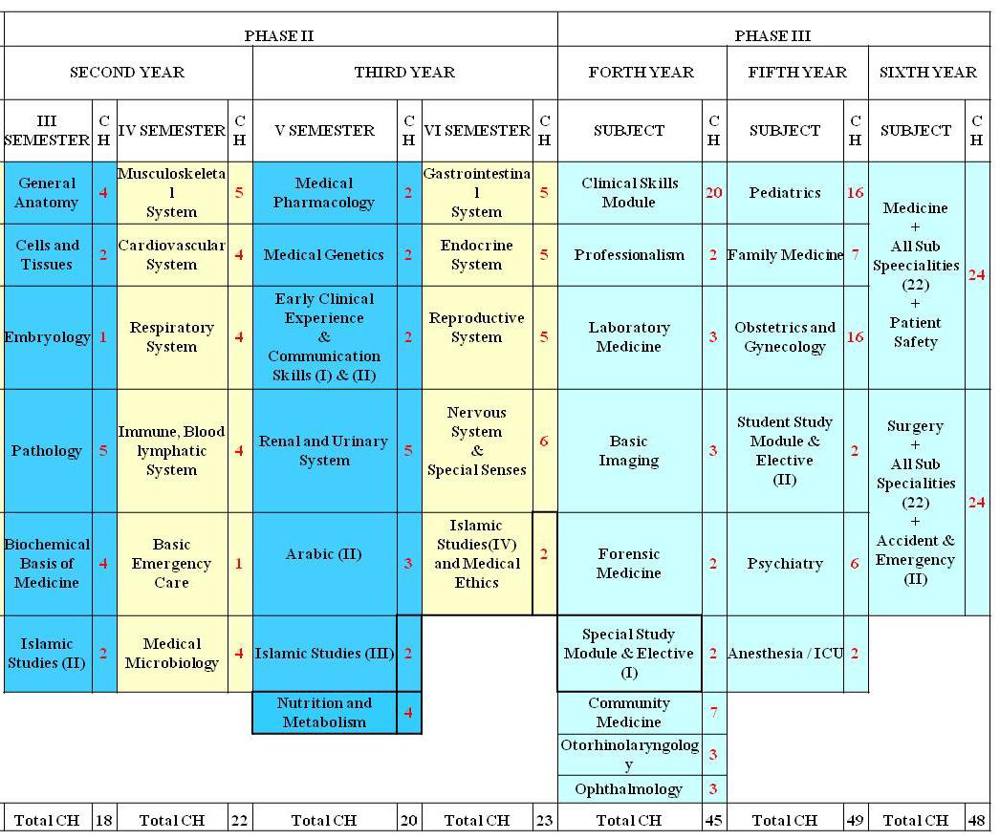 PHASE II
PHASE III
SECOND YEAR
THIRD YEAR
FORTH YEAR
FIFTH YEAR
SIXTH YEAR
III
SEMESTER
C
H
IV SEMESTER
C
H
V SEMESTER
C
H
VI SEMESTER
C
H
SUBJECT
C
H
SUBJECT
C
H
SUBJECT
C
H
General
Anatomy
4
Musculoskeleta
l
System
5
Medical
Pharmacology
2
Gastrointestina
l
System
5
Clinical Skills
Module
20
Pediatrics
16
Medicine
+
All Sub
Speecialities
(22)
+
Patient
Safety
24
Cells and
Tissues
2
Cardiovascular
System
4
Medical Genetics
2
Endocrine
System
5
Professionalism
2
Family Medicine
7
Embryology
1
Respiratory
System
4
Early Clinical
Experience
&
Communication
Skills (I) & (II)
2
Reproductive
System
5
Laboratory
Medicine
3
Obstetrics and
Gynecology
16
Pathology
5
Immune, Blood
lymphatic
System
4
Renal and Urinary
System
5
Nervous
System
&
Special Senses
6
Basic
Imaging
3
Student Study
Module &
Elective
(II)
2
Surgery
+
All Sub
Specialities
(22)
+
Accident &
Emergency
(II)
24
Biochemical
Basis of
Medicine
4
Basic
Emergency
Care
1
Arabic (II)
3
Islamic
Studies(IV)
and Medical
Ethics
2
Forensic
Medicine
2
Psychiatry
6
Islamic
Studies (II)
2
Medical
Microbiology
4
Islamic Studies (III)
2
Special Study
Module & Elective
(I)
2
Anesthesia / ICU
2
Nutrition and
Metabolism
4
Community
Medicine
7
Otorhinolaryngolog
y
3
Ophthalmology
3
Total CH
18
Total CH
22
Total CH
20
Total CH
23
Total CH
45
Total CH
49
Total CH
48